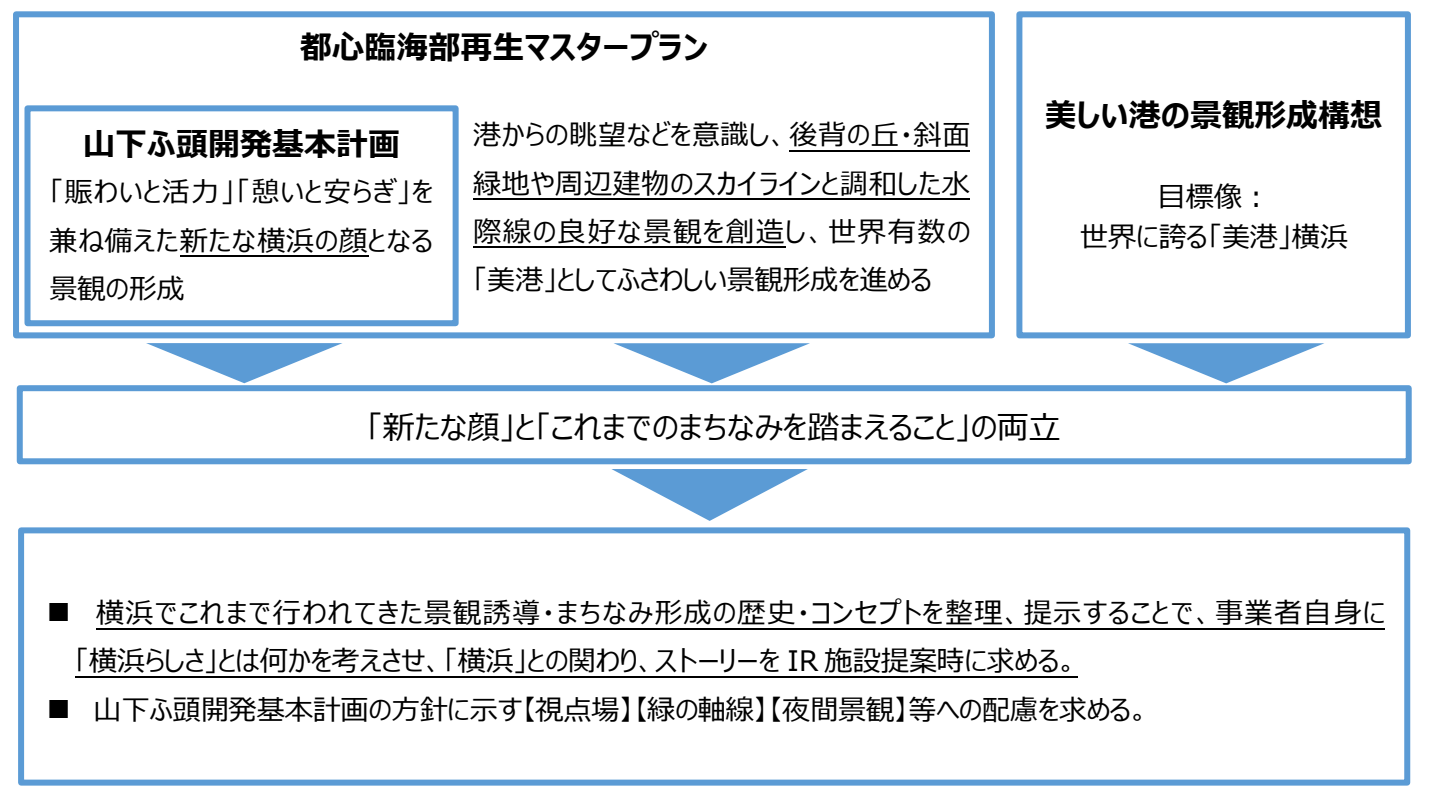 都心臨海部再生マスタープラン
山下ふ頭開発基本計画
「賑わいと活力」「憩いと安らぎ」を
兼ね備えた新たな横浜の顔となる
景観の形成
港からの眺望などを意識し、後背の丘・斜面
緑地や周辺建物のスカイラインと調和した水
際線の良好な景観を創造し、世界有数の
「美港」としてふさわしい景観形成を進める
美しい港の景観形成構想
目標像：
世界に誇る「美港」横浜
「新たな顔」と「これまでのまちなみを踏まえること」の両立
■ 横浜でこれまで行われてきた景観誘導・まちなみ形成の歴史・コンセプトを整理、提示することで、事業者自身に
「横浜らしさ」とは何かを考えさせ、「横浜」との関わり、ストーリーを IR 施設提案時に求める。
■ 山下ふ頭開発基本計画の方針に示す【視点場】【緑の軸線】【夜間景観】等への配慮を求める。